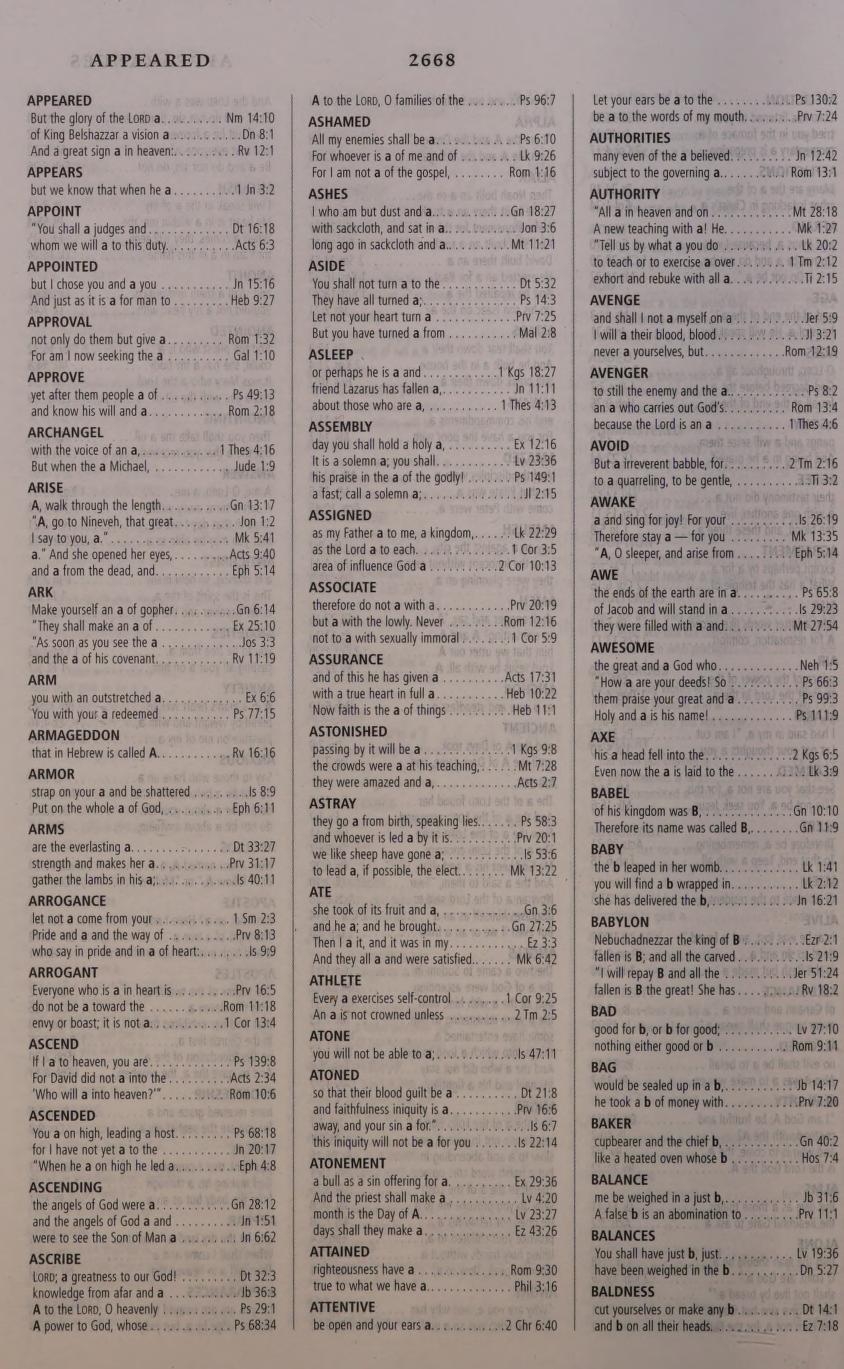 APPEARED
2668
APPEARED
But the glory of the LORD a. . . . . . . . . . Nm 14:10
of King Belshazzar a vision a . . . . . . . . . . . Dn 8:1
And a great sign a in heaven:. . . . . . . . . . Rv 12:1
APPEARS
but we know that when he a . . . . . . . . . . 1 Jn 3:2
APPOINT
"You shall a judges and . . . . . . . . . . . . . Dt 16:18
whom we will a to this duty. . . . . . . . . . . Acts 6:3
APPOINTED
but I chose you and a you . . . . . . . . . . . Jn 15:16
And just as it is a for man to . . . . . . . . . Heb 9:27
APPROVAL
not only do them but give a. . . . . . . . . Rom 1:32
For am I now seeking the a . . . . . . . . . . Gal 1:10
APPROVE
yet after them people a of . . . . . . . . . . . Ps 49:13
and know his will and a. . . . . . . . . . . . Rom 2:18
ARCHANGEL
with the voice of an a, . . . . . . . . . . . . 1 Thes 4:16
But when the a Michael, . . . . . . . . . . . . Jude 1:9
ARISE
A, walk through the length. . . . . . . . . . Gn 13:17
"A, go to Nineveh, that great. . . . . . . . . . Jon 1:2
I say to you, a." . . . . . . . . . . . . . . . . . . Mk 5:41
a." And she opened her eyes, . . . . . . . . . Acts 9:40
and a from the dead, and. . . . . . . . . . . . Eph 5:14
ARK
Make yourself an a of gopher. . . . . . . . . . Gn 6:14
"They shall make an a of . . . . . . . . . . . . Ex 25:10
"As soon as you see the a . . . . . . . . . . . . . Jos 3:3
and the a of his covenant. . . . . . . . . . . . Rv 11:19
ARM
you with an outstretched a. . . . . . . . . . . . . Ex 6:6
You with your a redeemed . . . . . . . . . . . Ps 77:15
ARMAGEDDON
that in Hebrew is called A. . . . . . . . . . . . Rv 16:16
ARMOR
strap on your a and be shattered . . . . . . . . . Is 8:9
Put on the whole a of God, . . . . . . . . . . Eph 6:11
ARMS
are the everlasting a. . . . . . . . . . . . . . . Dt 33:27
strength and makes her a. . . . . . . . . . . Prv 31:17
gather the lambs in his a;. . . . . . . . . . . . Is 40:11
ARROGANCE
let not a come from your . . . . . . . . . . . . 1 Sm 2:3
Pride and a and the way of . . . . . . . . . . Prv 8:13
who say in pride and in a of heart:. . . . . . . . Is 9:9
ARROGANT
Everyone who is a in heart is . . . . . . . . . Prv 16:5
do not be a toward the . . . . . . . . . . . Rom 11:18
envy or boast; it is not a. . . . . . . . . . . . 1 Cor 13:4
ASCEND
If I a to heaven, you are. . . . . . . . . . . . . Ps 139:8
For David did not a into the . . . . . . . . . Acts 2:34
'Who will a into heaven?'" . . . . . . . . . . Rom 10:6
ASCENDED
You a on high, leading a host. . . . . . . . . Ps 68:18
for I have not yet a to the . . . . . . . . . . . Jn 20:17
"When he a on high he led a. . . . . . . . . . Eph 4:8
ASCENDING
the angels of God were a. . . . . . . . . . . . Gn 28:12
and the angels of God a and . . . . . . . . . . Jn 1:51
were to see the Son of Man a . . . . . . . . . Jn 6:62
ASCRIBE
LORD; a greatness to our God! . . . . . . . . . Dt 32:3
knowledge from afar and a . . . . . . . . . . . Jb 36:3
A to the LORD, O heavenly . . . . . . . . . . . . Ps 29:1
A power to God, whose . . . . . . . . . . . . . Ps 68:34
A to the LORD, O families of the . . . . . . . . Ps 96:7
ASHAMED
All my enemies shall be a. . . . . . . . . . . . . Ps 6:10
For whoever is a of me and of . . . . . . . . . Lk 9:26
For I am not a of the gospel, . . . . . . . . . Rom 1:16
ASHES
I who am but dust and a. . . . . . . . . . . . Gn 18:27
with sackcloth, and sat in a . . . . . . . . . . . Jon 3:6
long ago in sackcloth and a. . . . . . . . . . Mt 11:21
ASIDE
You shall not turn a to the. . . . . . . . . . . . . Dt 5:32
They have all turned a;. . . . . . . . . . . . . . . Ps 14:3
Let not your heart turn a . . . . . . . . . . . . Prv 7:25
But you have turned a from . . . . . . . . . . Mal 2:8
ASLEEP
or perhaps he is a and . . . . . . . . . . . . 1 Kgs 18:27
friend Lazarus has fallen a,. . . . . . . . . . . Jn 11:11
about those who are a, . . . . . . . . . . . 1 Thes 4:13
ASSEMBLY
day you shall hold a holy a, . . . . . . . . . . Ex 12:16
It is a solemn a; you shall. . . . . . . . . . . . Lv 23:36
his praise in the a of the godly! . . . . . . . Ps 149:1
a fast; call a solemn a;. . . . . . . . . . . . . . . . Jl 2:15
ASSIGNED
as my Father a to me, a kingdom,. . . . . . Lk 22:29
as the Lord a to each. . . . . . . . . . . . . . . 1 Cor 3:5
area of influence God a . . . . . . . . . . . 2 Cor 10:13
ASSOCIATE
therefore do not a with a. . . . . . . . . . . . Prv 20:19
but a with the lowly. Never . . . . . . . . . Rom 12:16
not to a with sexually immoral . . . . . . . . 1 Cor 5:9
ASSURANCE
and of this he has given a . . . . . . . . . . Acts 17:31
with a true heart in full a . . . . . . . . . . . Heb 10:22
Now faith is the a of things . . . . . . . . . . Heb 11:1
ASTONISHED
passing by it will be a . . . . . . . . . . . . . . 1 Kgs 9:8
the crowds were a at his teaching,. . . . . . Mt 7:28
they were amazed and a, . . . . . . . . . . . . Acts 2:7
ASTRAY
they go a from birth, speaking lies. . . . . . . Ps 58:3
and whoever is led a by it is. . . . . . . . . . Prv 20:1
we like sheep have gone a; . . . . . . . . . . . . Is 53:6
to lead a, if possible, the elect. . . . . . . . Mk 13:22
ATE
she took of its fruit and a, . . . . . . . . . . . . . Gn 3:6
and he a; and he brought. . . . . . . . . . . . Gn 27:25
Then I a it, and it was in my. . . . . . . . . . . . Ez 3:3
And they all a and were satisfied. . . . . . . Mk 6:42
ATHLETE
Every a exercises self-control . . . . . . . . . 1 Cor 9:25
An a is not crowned unless . . . . . . . . . . 2 Tm 2:5
ATONE
you will not be able to a;. . . . . . . . . . . . . Is 47:11
ATONED
so that their blood guilt be a . . . . . . . . . . Dt 21:8
and faithfulness iniquity is a. . . . . . . . . . Prv 16:6
away, and your sin a for.". . . . . . . . . . . . . . . Is 6:7
this iniquity will not be a for you . . . . . . . Is 22:14
ATONEMENT
a bull as a sin offering for a. . . . . . . . . . . Ex 29:36
And the priest shall make a . . . . . . . . . . . Lv 4:20
month is the Day of A. . . . . . . . . . . . . . Lv 23:27
days shall they make a. . . . . . . . . . . . . . Ez 43:26
ATTAINED
righteousness have a . . . . . . . . . . . . . . Rom 9:30
true to what we have a. . . . . . . . . . . . . . Phil 3:16
ATTENTIVE
be open and your ears a. . . . . . . . . . . . . 2 Chr 6:40
Let your ears be a to the . . . . . . . . . . . . Ps 130:2
be a to the words of my mouth. . . . . . . . Prv 7:24
AUTHORITIES
many even of the a believed. . . . . . . . . . Jn 12:42
subject to the governing a. . . . . . . . . . . . Rom 13:1
AUTHORITY
"All a in heaven and on . . . . . . . . . . . . . Mt 28:18
A new teaching with a! He. . . . . . . . . . . . Mk 1:27
"Tell us by what a you do . . . . . . . . . . . . Lk 20:2
to teach or to exercise a over. . . . . . . . . 1 Tm 2:12
exhort and rebuke with all a. . . . . . . . . . . . Ti 2:15
AVENGE
and shall I not a myself on a . . . . . . . . . . . Jer 5:9
I will a their blood, blood . . . . . . . . . . . . . Jl 3:21
never a yourselves, but. . . . . . . . . . . . . Rom 12:19
AVENGER
to still the enemy and the a.. . . . . . . . . . . . Ps 8:2
an a who carries out God's. . . . . . . . . . Rom 13:4
because the Lord is an a . . . . . . . . . . . 1 Thes 4:6
AVOID
But a irreverent babble, for. . . . . . . . . . 2 Tm 2:16
to a quarreling, to be gentle, . . . . . . . . . . . Ti 3:2
AWAKE
a and sing for joy! For your . . . . . . . . . . . Is 26:19
Therefore stay a — for you . . . . . . . . . . Mk 13:35
"A, O sleeper, and arise from . . . . . . . . . Eph 5:14
AWE
the ends of the earth are in a. . . . . . . . . . . Ps 65:8
of Jacob and will stand in a. . . . . . . . . . . . Is 29:23
they were filled with a and. . . . . . . . . . . Mt 27:54
AWESOME
the great and a God who. . . . . . . . . . . . . Neh 1:5
"How a are your deeds! So . . . . . . . . . . . Ps 66:3
them praise your great and a . . . . . . . . . . Ps 99:3
Holy and a is his name! . . . . . . . . . . . . . Ps 111:9
AXE
his a head fell into the. . . . . . . . . . . . . . 2 Kgs 6:5
Even now the a is laid to the . . . . . . . . . . . Lk 3:9
BABEL
of his kingdom was B, . . . . . . . . . . . . . . Gn 10:10
Therefore its name was called B,. . . . . . . . Gn 11:9
BABY
the b leaped in her womb. . . . . . . . . . . . . Lk 1:41
you will find a b wrapped in. . . . . . . . . . . Lk 2:12
she has delivered the b, . . . . . . . . . . . . . Jn 16:21
BABYLON
Nebuchadnezzar the king of B . . . . . . . . . Ezr 2:1
fallen is B; and all the carved . . . . . . . . . . . Is 21:9
"I will repay B and all the . . . . . . . . . . . Jer 51:24
fallen is B the great! She has . . . . . . . . . . Rv 18:2
BAD
good for b, or b for good; . . . . . . . . . . . . Lv 27:10
nothing either good or b . . . . . . . . . . . Rom 9:11
BAG
would be sealed up in a b,. . . . . . . . . . . . Jb 14:17
he took a b of money with. . . . . . . . . . . . Prv 7:20
BAKER
cupbearer and the chief b, . . . . . . . . . . . . Gn 40:2
like a heated oven whose b . . . . . . . . . . . Hos 7:4
BALANCE
me be weighed in a just b,. . . . . . . . . . . . . Jb 31:6
A false b is an abomination to . . . . . . . . . Prv 11:1
BALANCES
You shall have just b, just. . . . . . . . . . . . Lv 19:36
have been weighed in the b. . . . . . . . . . . Dn 5:27
BALDNESS
cut yourselves or make any b . . . . . . . . . . Dt 14:1
and b on all their heads. . . . . . . . . . . . . . Ez 7:18